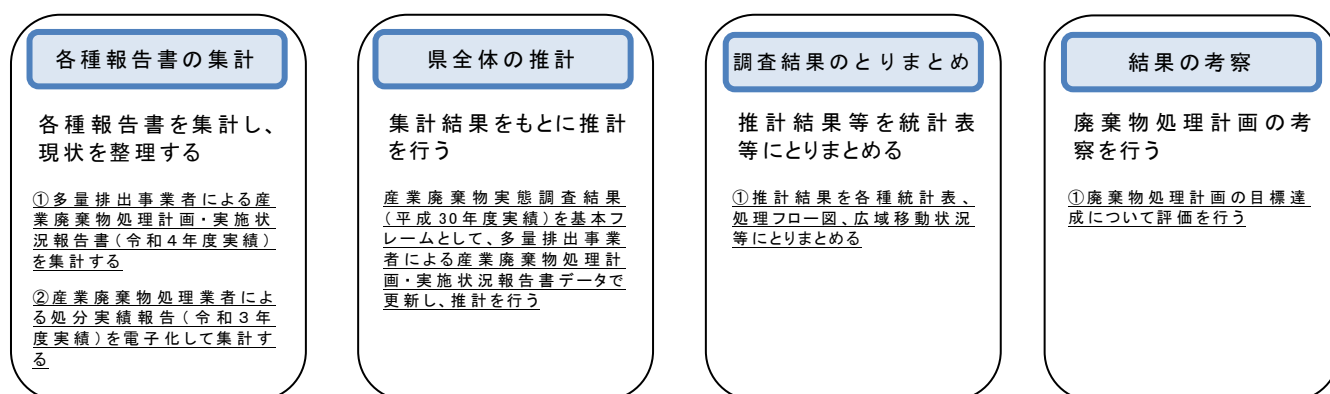 各種報告書の集計
各種報告書を集計し、
現状を整理する
①多量排出事業者による産
業廃棄物処理計画・実施状
況報告書(令和4年度実績)
を集計する
②産業廃棄物処理業者によ
る処分実績報告(令和3年
度実績)を電子化して集計す
る
県全体の推計
集計結果をもとに推計
を行う
産業廃棄物実態調査結果
(平成30年度実績)を基本フ
レームとして、多量排出事業
者による産業廃棄物処理計
画・実施状況報告書データで
更新し、推計を行う
調査結果のとりまとめ
推計結果等を統計表
等にとりまとめる
①推計結果を各種統計表、
処理フロー図、広域移動状況
等にとりまとめる
結果の考察
廃棄物処理計画の考
察を行う
①廃棄物処理計画の目標達
成について評価を行う